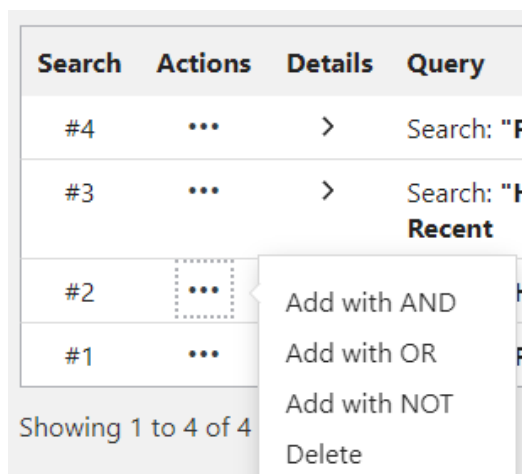 Search Actions Details Query
#4 ••• > Search: "
#3 ••• > Search: "
Recent
#2 •••
#1 •••
Add with AND
Add with OR
Add with NOT
Delete
Showing 1 to 4 of 4